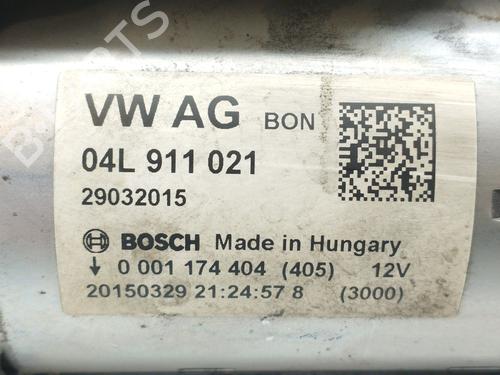 VW AG BON
04L 911 021
29032015
BOSCH Made in Hungary
0 001 174 404 (405) 12V
20150329 21:24:57 8 (3000)